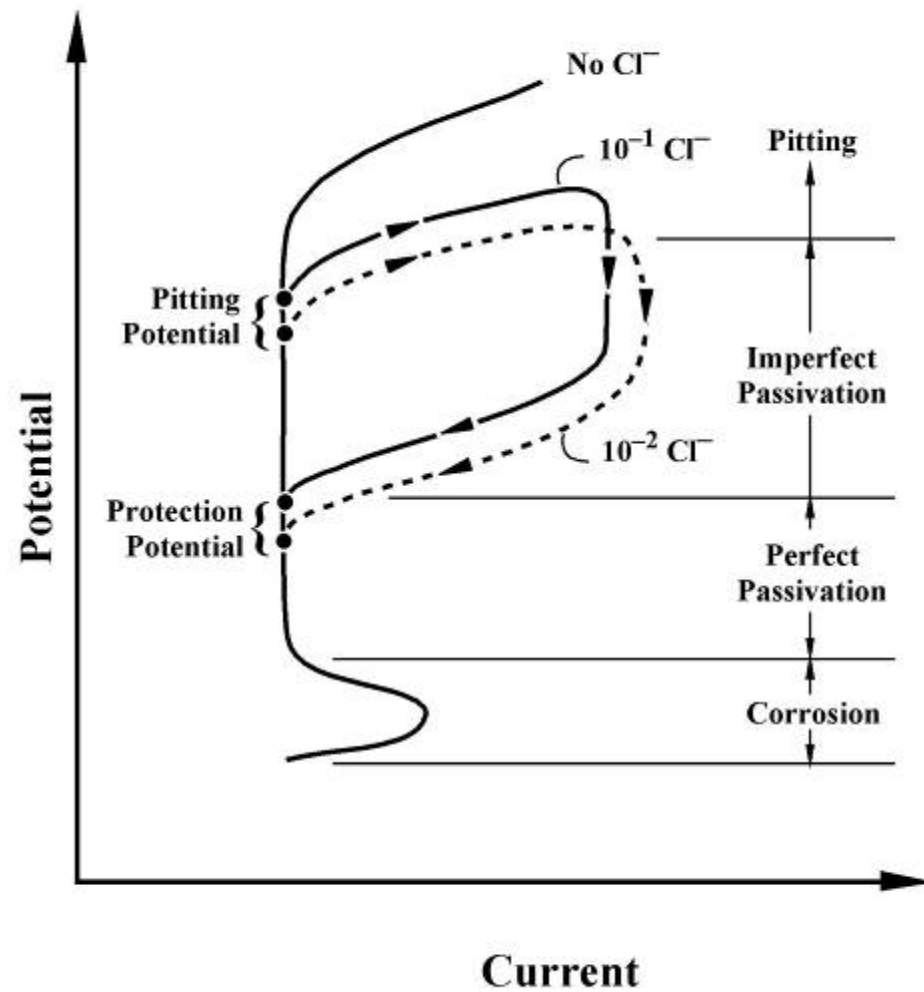 No Cl⁻
10⁻¹ Cl⁻
Pitting
Pitting
Potential
Imperfect
Passivation
10⁻² Cl⁻
Protection
Potential
Perfect
Passivation
Corrosion
Potential
Current